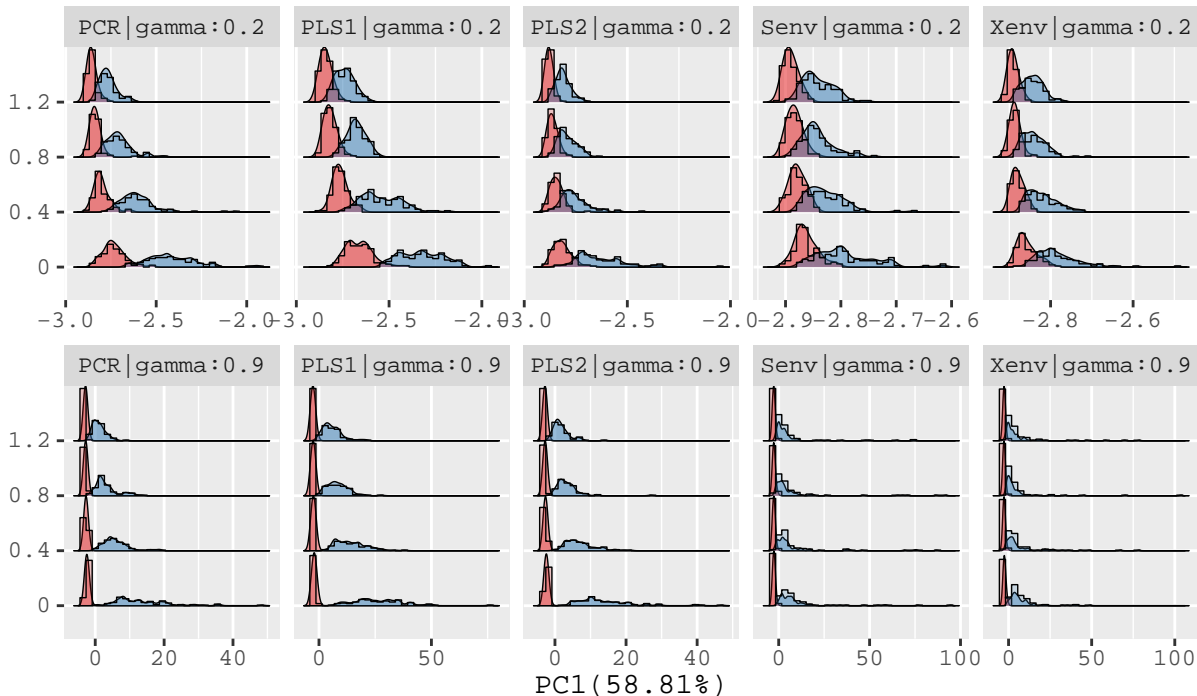 PCR|gamma:0.2 PLS1|gamma:0.2 PLS2|gamma:0.2 Senv|gamma:0.2 Xenv|gamma:0.2
1.2
0.8
0.4
0
-3.0 -2.5 -2.0 -3.0 -2.5 -2.0 -3.0 -2.5 -2.0 -2.9 -2.8 -2.7 -2.6 -2.8 -2.6
PCR|gamma:0.9 PLS1|gamma:0.9 PLS2|gamma:0.9 Senv|gamma:0.9 Xenv|gamma:0.9
1.2
0.8
0.4
0
0 20 40 0 50 0 20 40 0 50 100 0 50 100
PC1(58.81%)